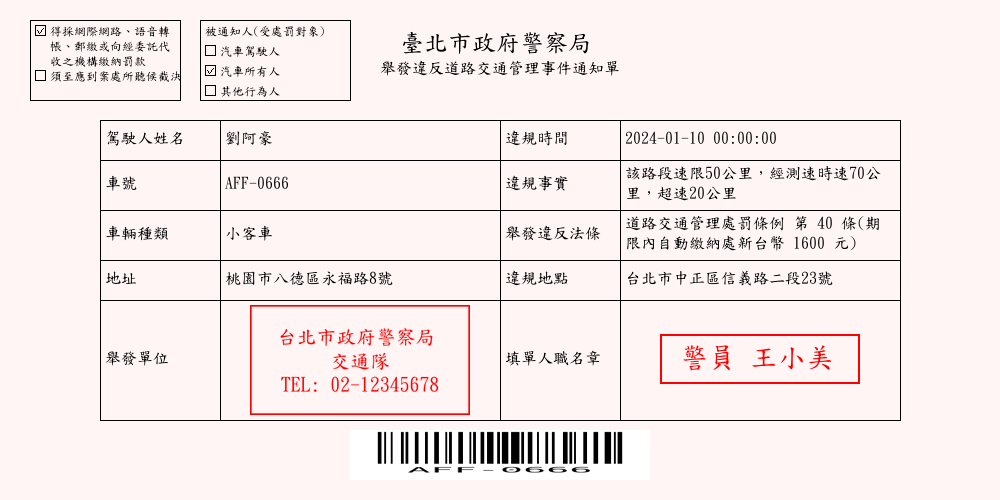 ☑ 得採網際網路、語音轉
帳、郵繳或向經委託代
收之機構繳納罰款
☐ 須至應到案處所聽候裁決
被通知人(受處罰對象)
☐ 汽車駕駛人
☑ 汽車所有人
☐ 其他行為人
臺北市政府警察局
舉發違反道路交通管理事件通知單
駕駛人姓名 劉阿豪 違規時間 2024-01-10 00:00:00
車號 AFF-0666 違規事實 該路段速限50公里，經測速時速70公
里，超速20公里
車輛種類 小客車 舉發違反法條 道路交通管理處罰條例 第 40 條(期
限內自動繳納處新台幣 1600 元)
地址 桃園市八德區永福路8號 違規地點 台北市中正區信義路二段23號
舉發單位
台北市政府警察局
交通隊
TEL: 02-12345678
填單人職名章 警員 王小美
AFF-0666